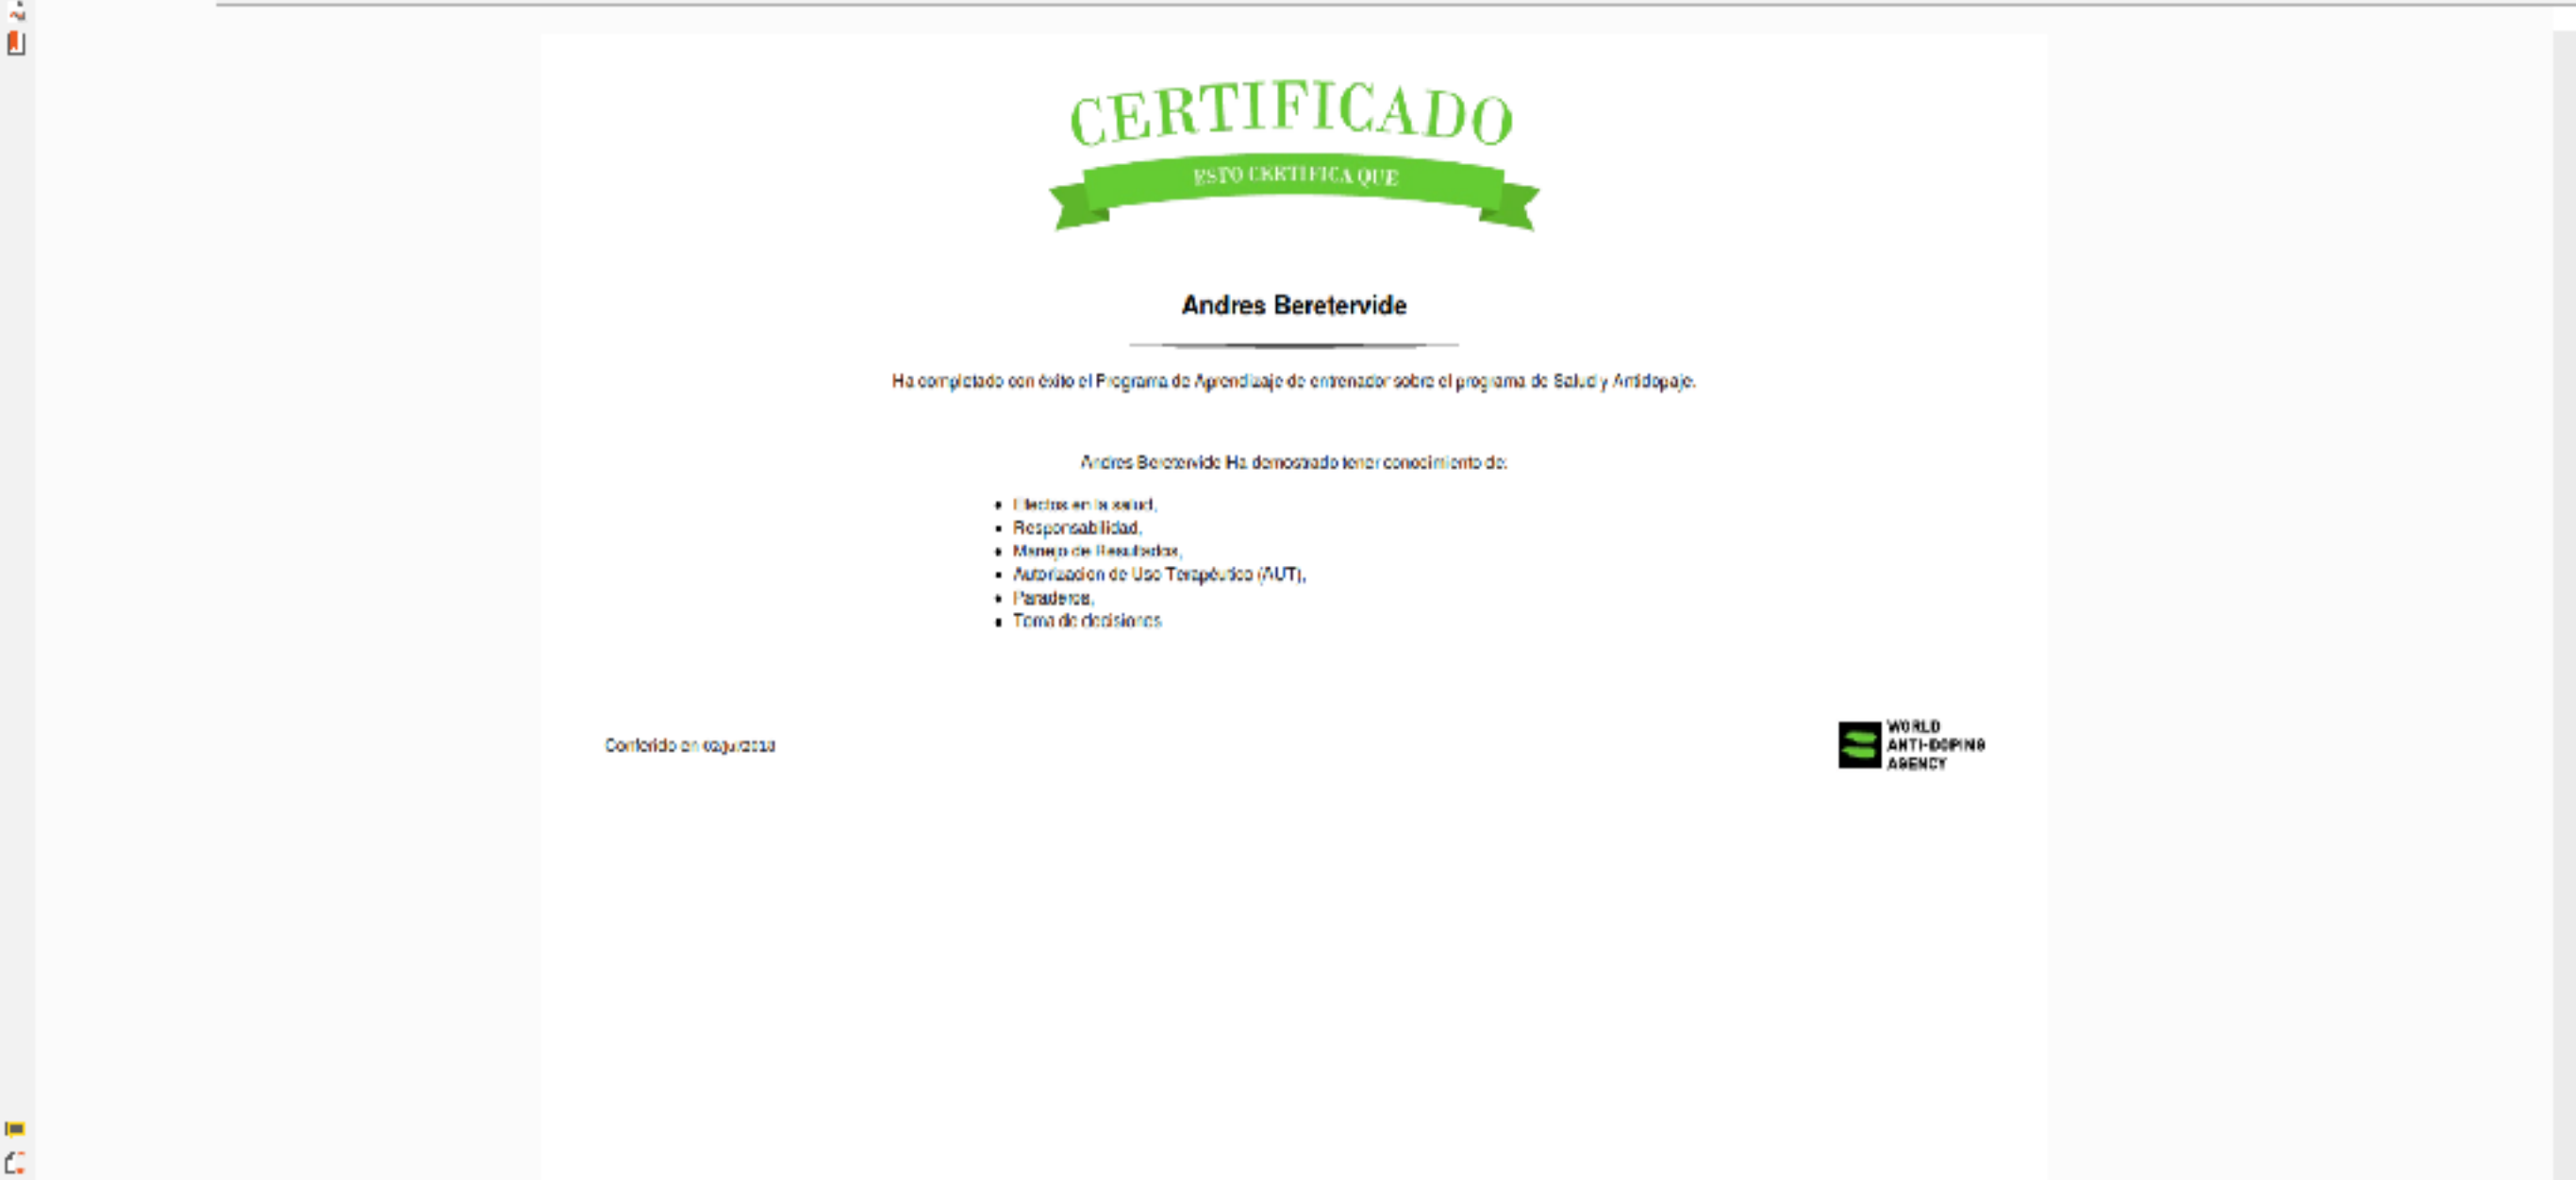 CERTIFICADO
ESTO CERTIFICA QUE
Andres Beretervide
Ha completado con éxito el Programa de Aprendizaje de entrenador sobre el programa de Salud y Antidopaje.
Andres Beretervide Ha demostrado tener conocimiento de:
• Efectos en la salud,
• Responsabilidad,
• Manejo de Resultados,
• Autorizacion de Uso Terapéutico (AUT),
• Paraderos,
• Toma de decisiones
Conferido en
WORLD
ANTI-DOPING
AGENCY